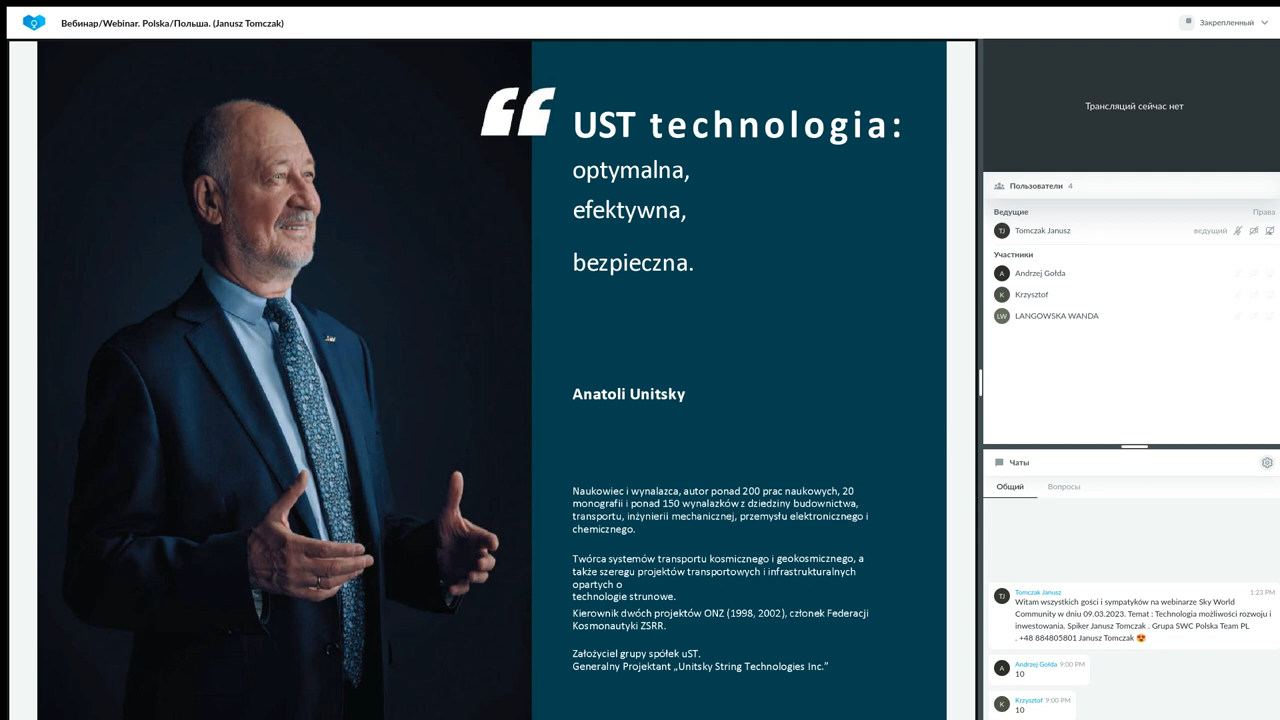 Вебинар/Webinar. Polska/Польша. (Janusz Tomczak)
Закрепленный
UST technologia:
optymalna,
efektywna,
bezpieczna.
Anatoli Unitsky
Naukowiec i wynalazca, autor ponad 200 prac naukowych, 20
monografii i ponad 150 wynalazków z dziedziny budownictwa,
transportu, inżynierii mechanicznej, przemysłu elektronicznego i
chemicznego.
Twórca systemów transportu kosmicznego i geokosmicznego, a
także szeregu projektów transportowych i infrastrukturalnych
opartych o
technologie strunowe.
Kierownik dwóch projektów ONZ (1998, 2002), członek Federacji
Kosmonautyki ZSRR.
Założyciel grupy spółek uST.
Generalny Projektant „Unitsky String Technologies Inc.”
Трансляций сейчас нет
Пользователи 4
Ведущие Права
TJ Tomczak Janusz ведущий
Участники
A Andrzej Gołda
K Krzysztof
LW LANGOWSKA WANDA
Чаты
Общий Вопросы
TJ Tomczak Janusz 1:23 PM
Witam wszystkich gości i sympatyków na webinarze Sky World
Community w dniu 09.03.2023. Temat : Technologia możliwości rozwoju i
inwestowania. Spiker Janusz Tomczak . Grupa SWC Polska Team PL
. +48 884805801 Janusz Tomczak 😍
A Andrzej Gołda 9:00 PM
10
K Krzysztof 9:00 PM
10